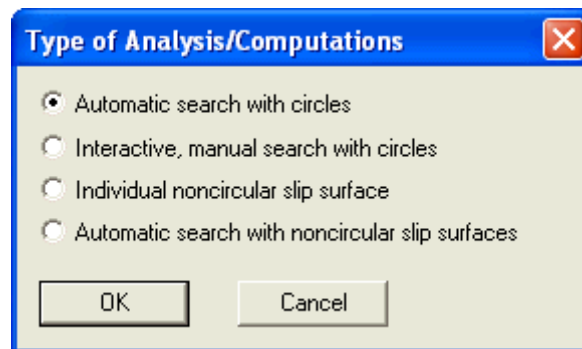 Type of Analysis/Computations
Automatic search with circles
Interactive, manual search with circles
Individual noncircular slip surface
Automatic search with noncircular slip surfaces
OK Cancel